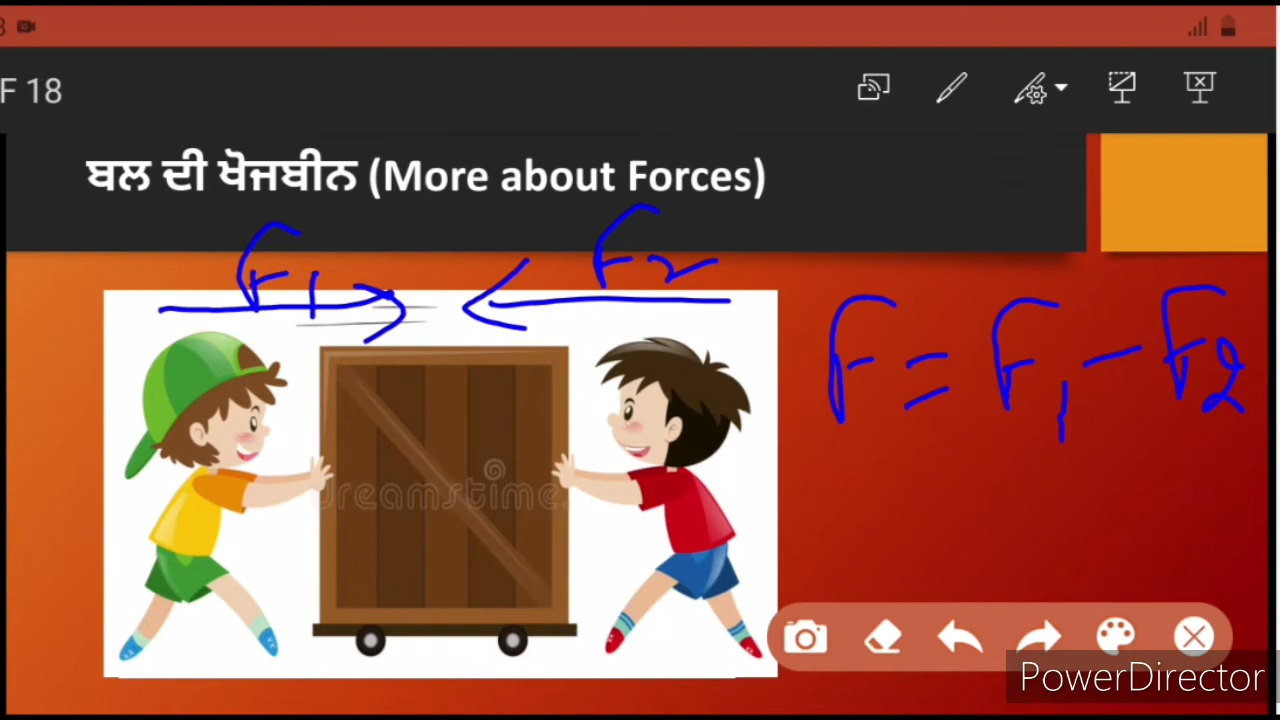 F 18
ਬਲ ਦੀ ਖੋਜਬੀਨ (More about Forces)
F1
F2
F = F1 - F2
dreamstime.
PowerDirector